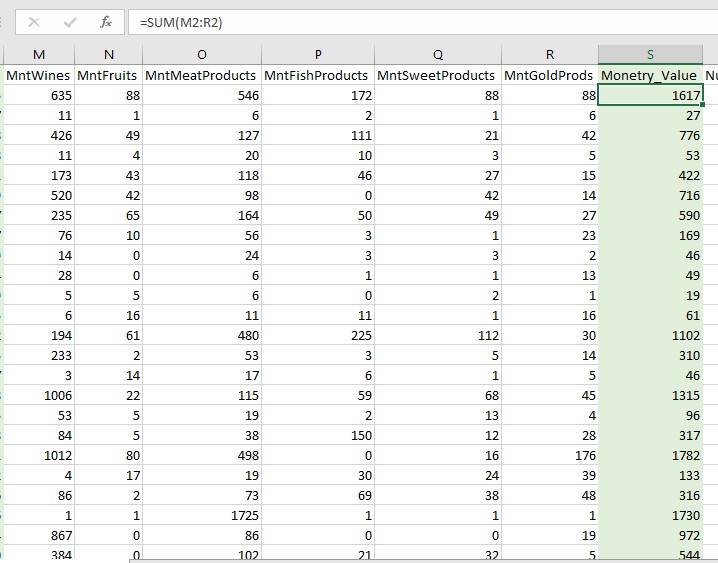 fx =SUM(M2:R2)
M N O P Q R S
MntWines MntFruits MntMeatProducts MntFishProducts MntSweetProducts MntGoldProds Monetry_Value Nu
635 88 546 172 88 88 1617
11 1 6 2 1 6 27
426 49 127 111 21 42 776
11 4 20 10 3 5 53
173 43 118 46 27 15 422
520 42 98 0 42 14 716
235 65 164 50 49 27 590
76 10 56 3 1 23 169
14 0 24 3 3 2 46
28 0 6 1 1 13 49
5 5 6 0 2 1 19
6 16 11 11 1 16 61
194 61 480 225 112 30 1102
233 2 53 3 5 14 310
3 14 17 6 1 5 46
1006 22 115 59 68 45 1315
53 5 19 2 13 4 96
84 5 38 150 12 28 317
1012 80 498 0 16 176 1782
4 17 19 30 24 39 133
86 2 73 69 38 48 316
1 1 1725 1 1 1 1730
867 0 86 0 0 19 972
384 0 102 21 32 5 544